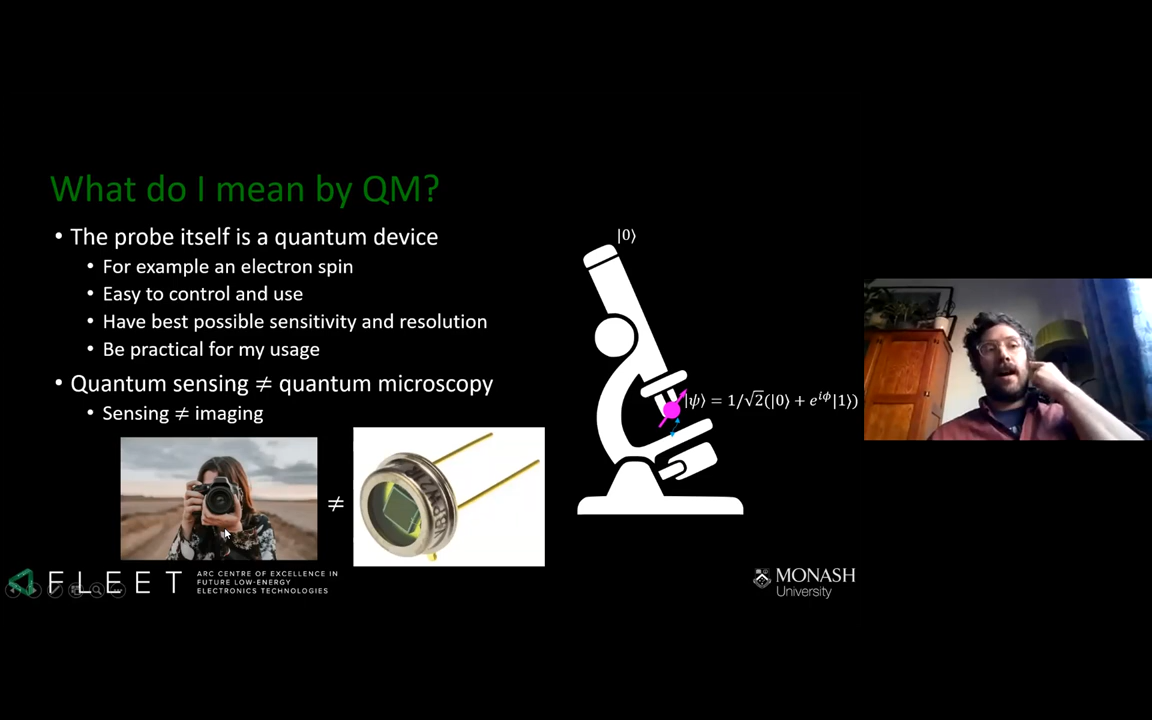 What do I mean by QM?
• The probe itself is a quantum device
• For example an electron spin
• Easy to control and use
• Have best possible sensitivity and resolution
• Be practical for my usage
• Quantum sensing ≠ quantum microscopy
• Sensing ≠ imaging
≠
|0⟩
|ψ⟩ = 1/√2(|0⟩ + e^{iϕ}|1⟩)
FLEET
ARC CENTRE OF EXCELLENCE IN
FUTURE LOW-ENERGY
ELECTRONICS TECHNOLOGIES
MONASH
University